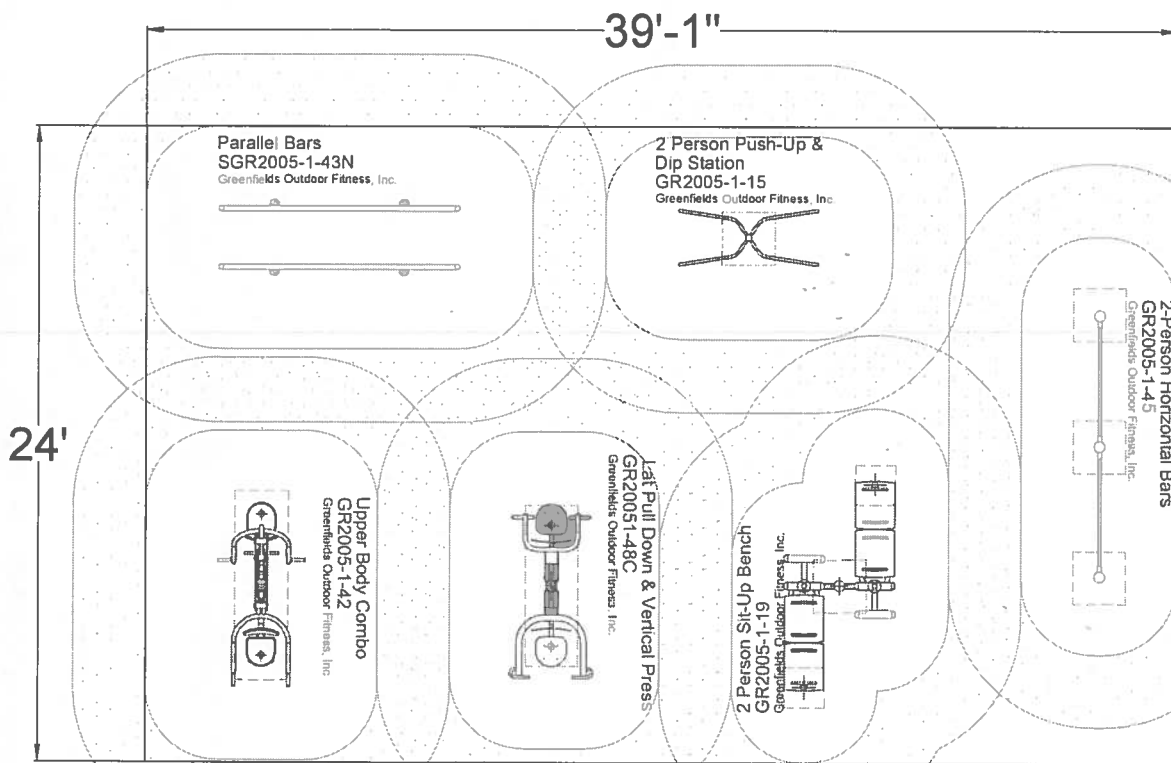 39'-1"
24'
Parallel Bars
SGR2005-1-43N
Greenfields Outdoor Fitness, Inc.
2 Person Push-Up &
Dip Station
GR2005-1-15
Greenfields Outdoor Fitness, Inc.
2-Person Horizontal Bars
GR2005-1-45
Greenfields Outdoor Fitness, Inc.
Upper Body Combo
GR2005-1-42
Greenfields Outdoor Fitness, Inc
Lat Pull Down & Vertical Press
GR20051-48C
Greenfields Outdoor Fitness, Inc.
2 Person Sit-Up Bench
GR2005-1-19
Greenfields Outdoor Fitness, Inc.